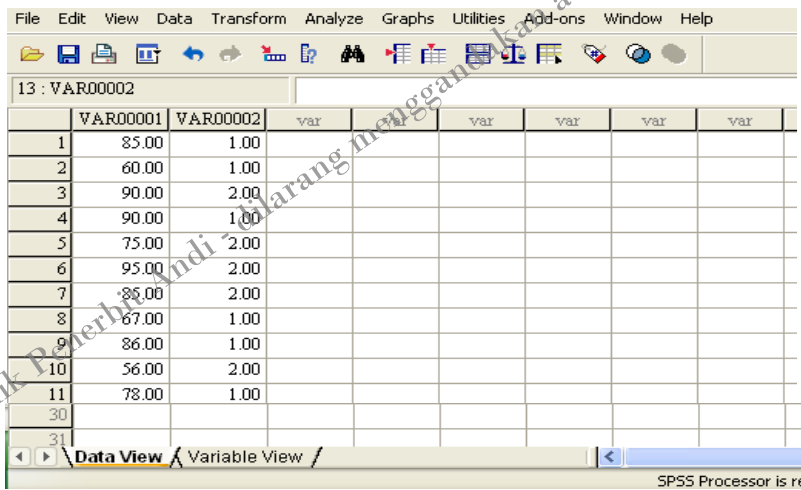 File Edit View Data Transform Analyze Graphs Utilities Add-ons Window Help
13 : VAR00002
VAR00001 VAR00002 var var var var var var
1 85.00 1.00
2 60.00 1.00
3 90.00 2.00
4 90.00 1.00
5 75.00 2.00
6 95.00 2.00
7 85.00 2.00
8 67.00 1.00
9 86.00 1.00
10 56.00 2.00
11 78.00 1.00
30
31
Data View Variable View
SPSS Processor is re
Penerbit Andi - dilarang menggandakan